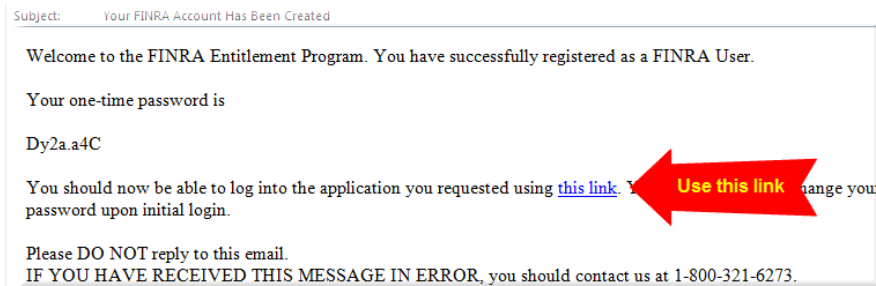 Subject: Your FINRA Account Has Been Created
Welcome to the FINRA Entitlement Program. You have successfully registered as a FINRA User.
Your one-time password is
Dy2a.a4C
You should now be able to log into the application you requested using this link. Use this link hange your
password upon initial login.
Please DO NOT reply to this email.
IF YOU HAVE RECEIVED THIS MESSAGE IN ERROR, you should contact us at 1-800-321-6273.